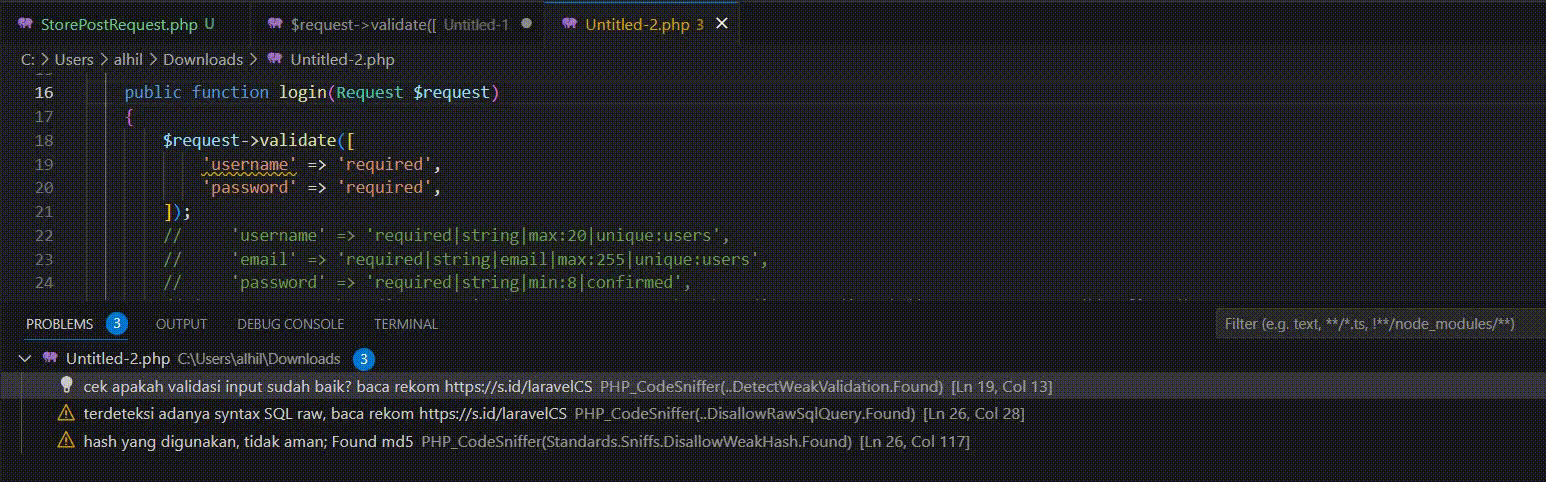 StorePostRequest.php U $request->validate([ Untitled-1 Untitled-2.php 3
C: > Users > alhil > Downloads > Untitled-2.php
16 public function login(Request $request)
17 {
18 $request->validate([
19 'username' => 'required',
20 'password' => 'required',
21 ]);
22 // 'username' => 'required|string|max:20|unique:users',
23 // 'email' => 'required|string|email|max:255|unique:users',
24 // 'password' => 'required|string|min:8|confirmed',
PROBLEMS 3 OUTPUT DEBUG CONSOLE TERMINAL Filter (e.g. text, **/*.ts, !**/node_modules/**)
Untitled-2.php C:\Users\alhil\Downloads 3
cek apakah validasi input sudah baik? baca rekom https://s.id/laravelCS PHP_CodeSniffer(..DetectWeakValidation.Found) [Ln 19, Col 13]
terdeteksi adanya syntax SQL raw, baca rekom https://s.id/laravelCS PHP_CodeSniffer(..DisallowRawSqlQuery.Found) [Ln 26, Col 28]
hash yang digunakan, tidak aman; Found md5 PHP_CodeSniffer(Standards.Sniffs.DisallowWeakHash.Found) [Ln 26, Col 117]